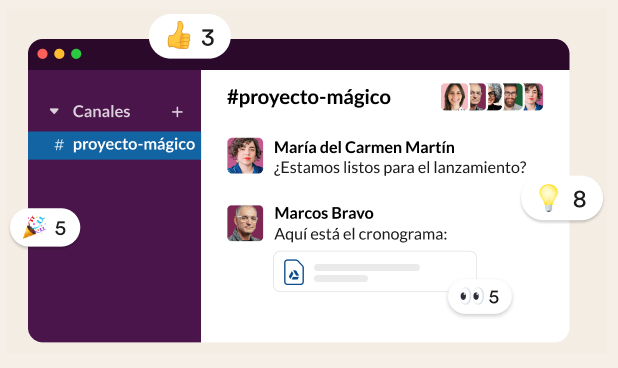 👍 3
Canales +
#proyecto-mágico
# proyecto-mágico
María del Carmen Martín
¿Estamos listos para el lanzamiento?
💡 8
Marcos Bravo
🎉 5
Aquí está el cronograma:
👀 5